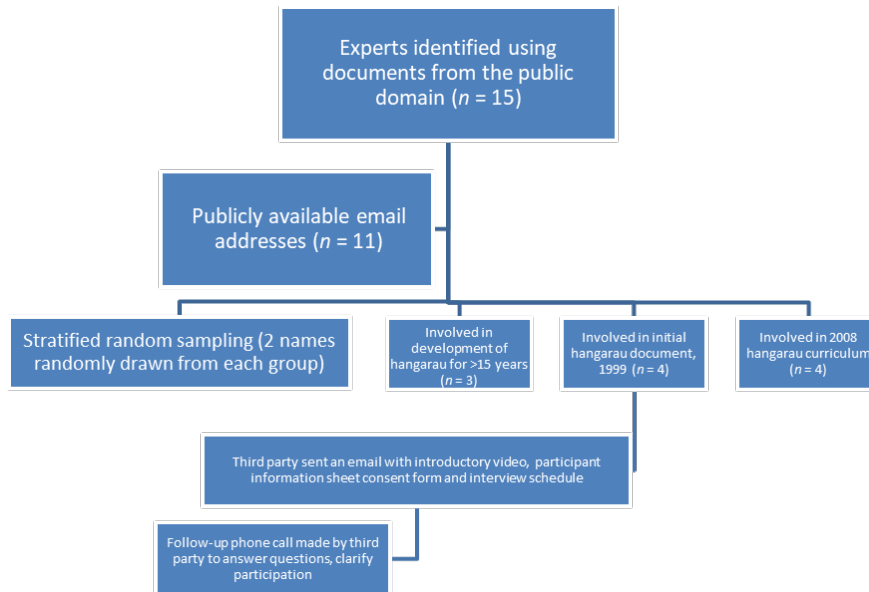 Experts identified using
documents from the public
domain (n = 15)
Publicly available email
addresses (n = 11)
Stratified random sampling (2 names
randomly drawn from each group)
Involved in
development of
hangarau for >15 years
(n = 3)
Involved in initial
hangarau document,
1999 (n = 4)
Involved in 2008
hangarau curriculum
(n = 4)
Third party sent an email with introductory video, participant
information sheet consent form and interview schedule
Follow-up phone call made by third
party to answer questions, clarify
participation